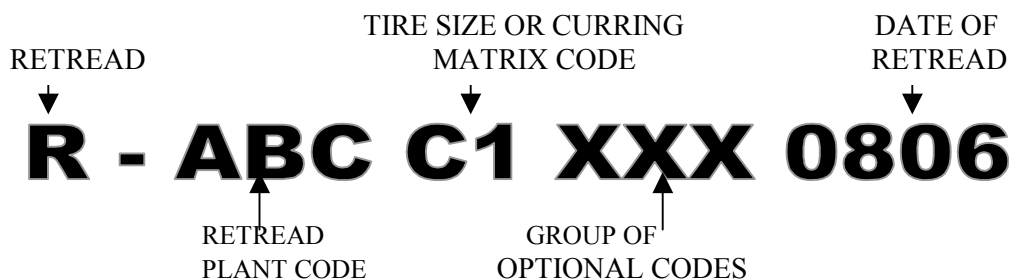 TIRE SIZE OR CURRING
MATRIX CODE
DATE OF
RETREAD
RETREAD
R - ABC C1 XXX 0806
RETREAD
PLANT CODE
GROUP OF
OPTIONAL CODES